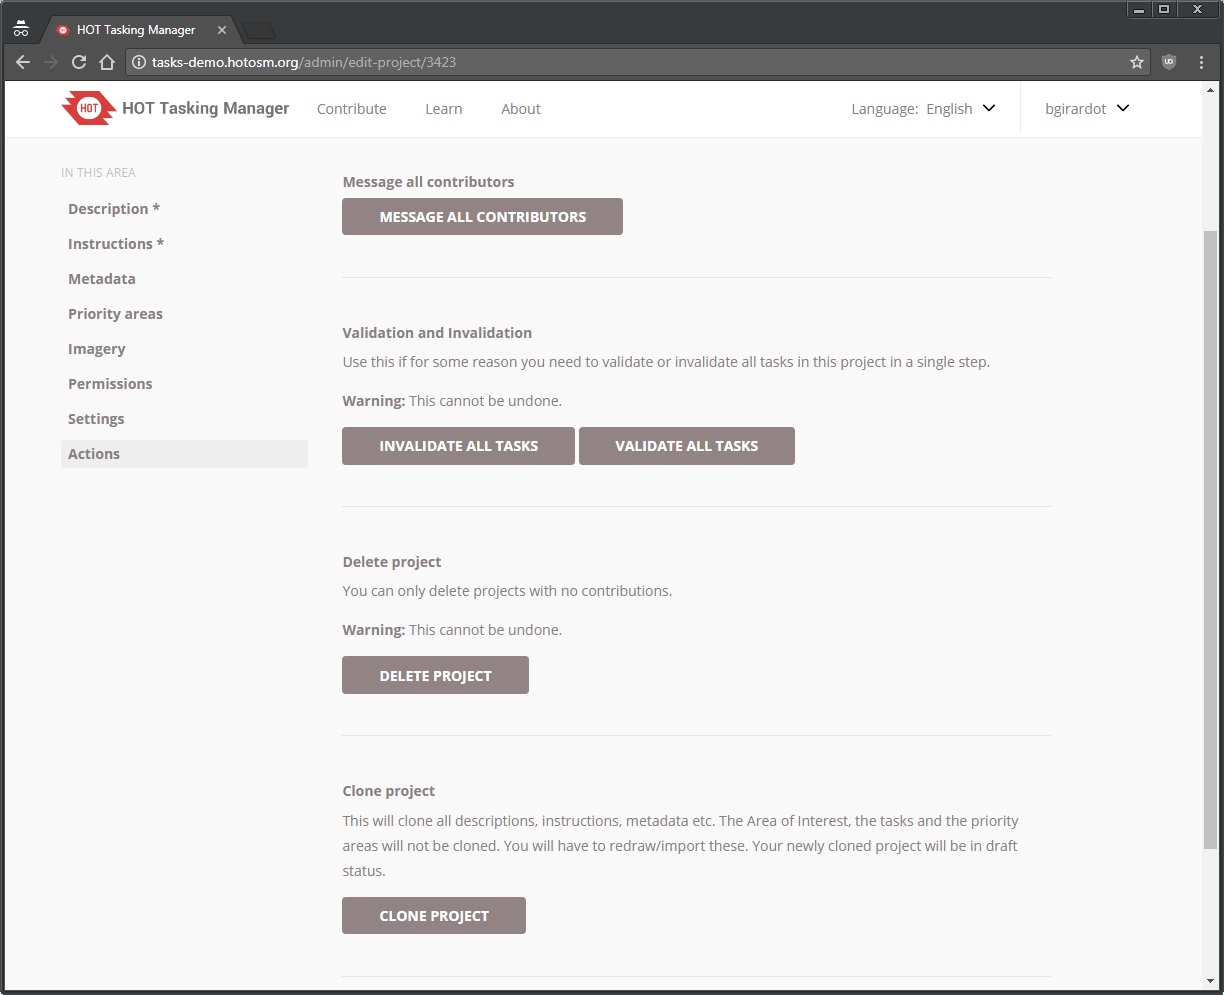 HOT Tasking Manager
tasks-demo.hotosm.org/admin/edit-project/3423
HOT
HOT Tasking Manager
Contribute
Learn
About
Language: English
bgirardot
IN THIS AREA
Description *
Instructions *
Metadata
Priority areas
Imagery
Permissions
Settings
Actions
Message all contributors
MESSAGE ALL CONTRIBUTORS
Validation and Invalidation
Use this if for some reason you need to validate or invalidate all tasks in this project in a single step.
Warning: This cannot be undone.
INVALIDATE ALL TASKS
VALIDATE ALL TASKS
Delete project
You can only delete projects with no contributions.
Warning: This cannot be undone.
DELETE PROJECT
Clone project
This will clone all descriptions, instructions, metadata etc. The Area of Interest, the tasks and the priority
areas will not be cloned. You will have to redraw/import these. Your newly cloned project will be in draft
status.
CLONE PROJECT